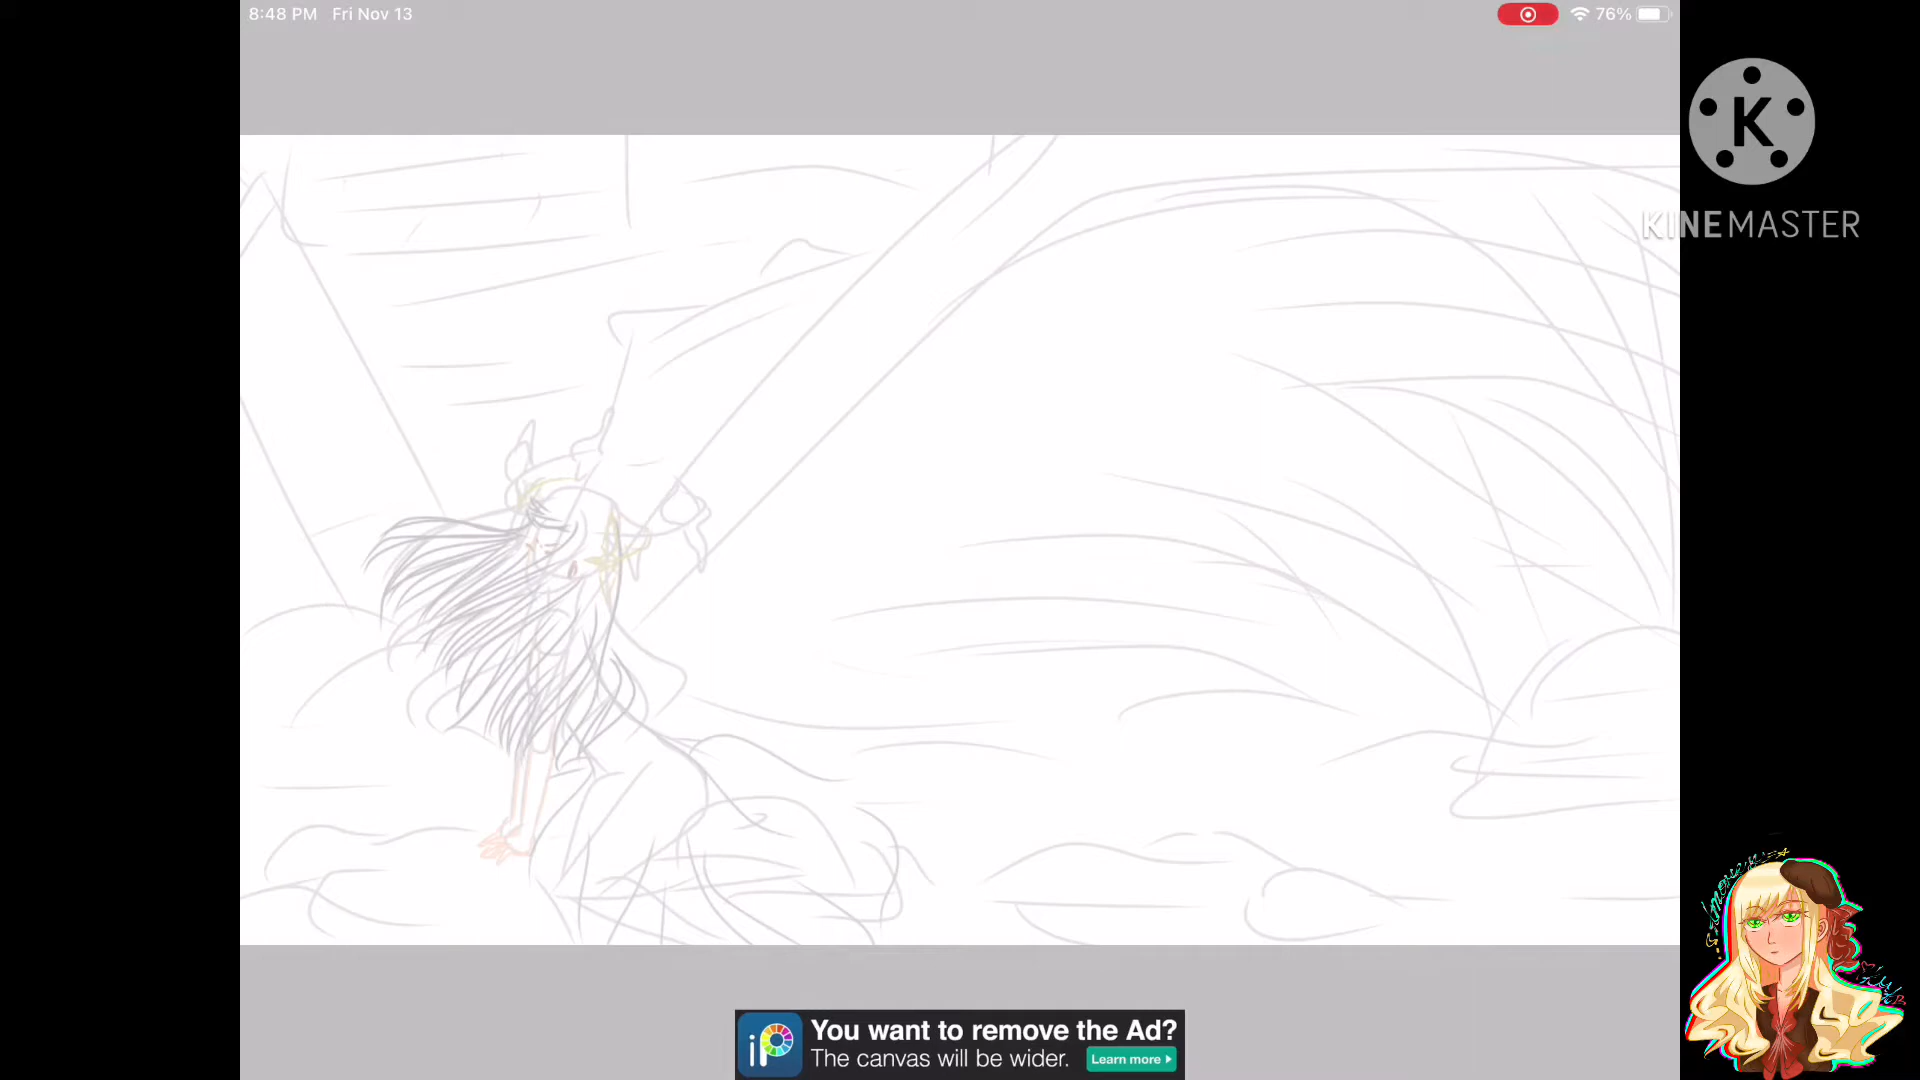 8:48 PM Fri Nov 13
76%
K
KINEMASTER
You want to remove the Ad?
iP
The canvas will be wider.
Learn more